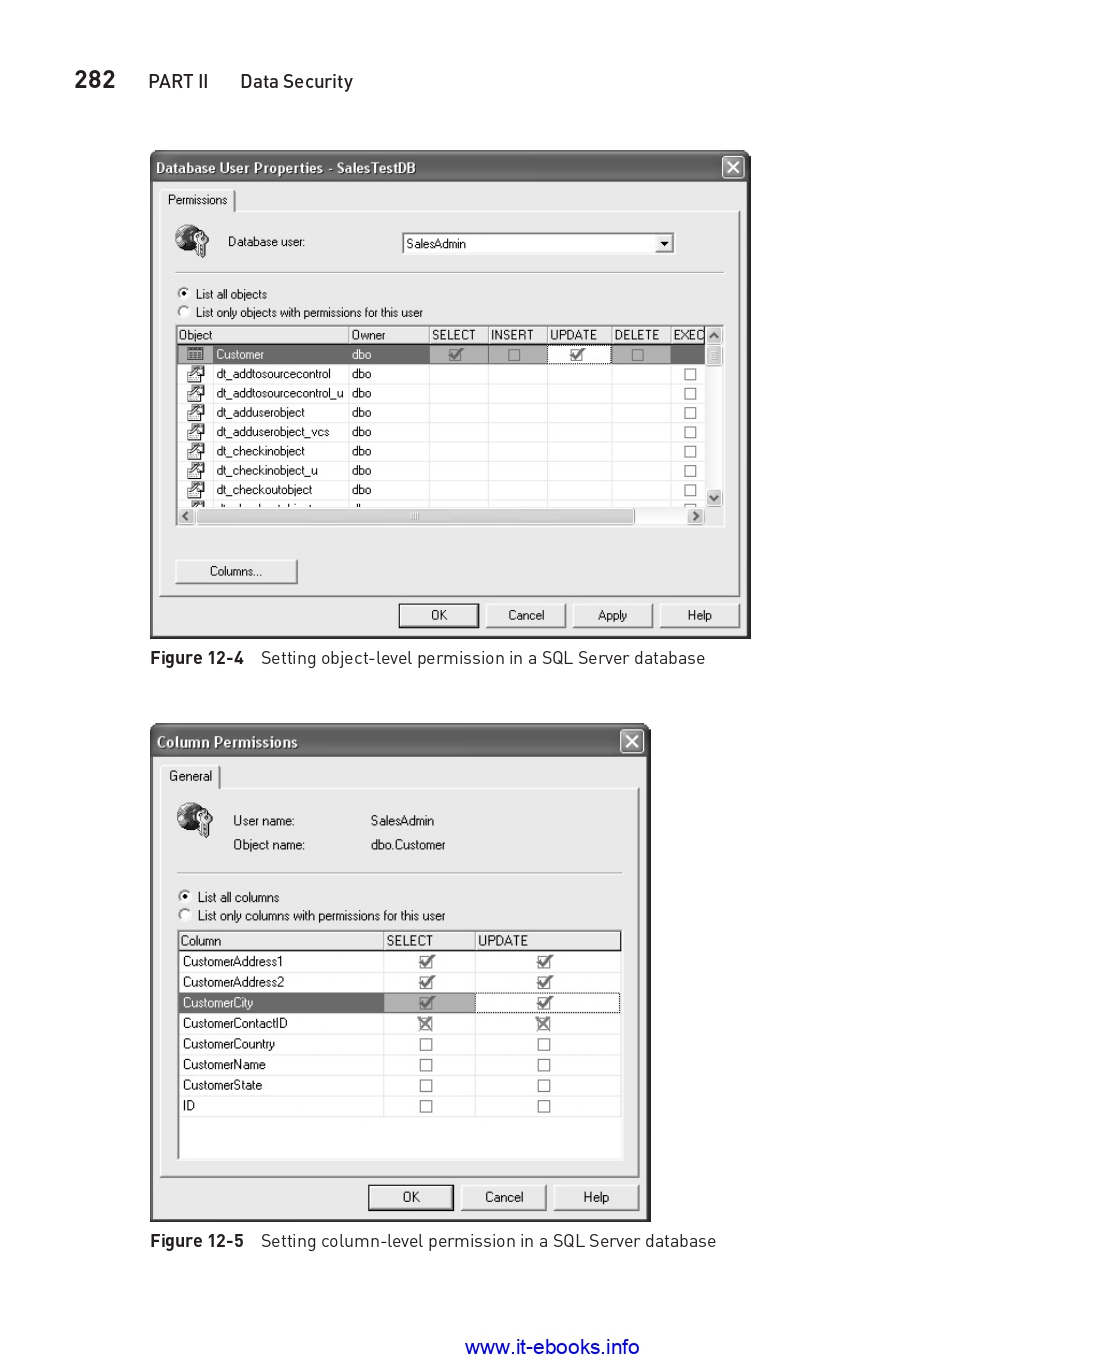 282 PART II Data Security
Database User Properties - SalesTestDB
Permissions
Database user: SalesAdmin
List all objects
List only objects with permissions for this user
Object Owner SELECT INSERT UPDATE DELETE EXEC
Customer dbo
dt_addtosourcecontrol dbo
dt_addtosourcecontrol_u dbo
dt_adduserobject dbo
dt_adduserobject_vcs dbo
dt_checkinobject dbo
dt_checkinobject_u dbo
dt_checkoutobject dbo
Columns...
OK Cancel Apply Help
Figure 12-4 Setting object-level permission in a SQL Server database
Column Permissions
General
User name: SalesAdmin
Object name: dbo.Customer
List all columns
List only columns with permissions for this user
Column SELECT UPDATE
CustomerAddress1
CustomerAddress2
CustomerCity
CustomerContactID
CustomerCountry
CustomerName
CustomerState
ID
OK Cancel Help
Figure 12-5 Setting column-level permission in a SQL Server database
www.it-ebooks.info